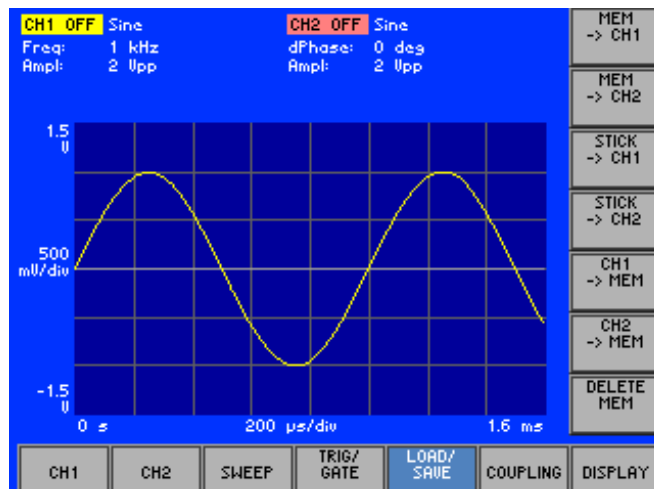 CH1 OFF Sine
Freq: 1 kHz
Ampl: 2 Vpp
CH2 OFF Sine
dPhase: 0 deg
Ampl: 2 Vpp
1.5
V
500
mV/div
-1.5
V
0 s
200 µs/div
1.6 ms
MEM
-> CH1
MEM
-> CH2
STICK
-> CH1
STICK
-> CH2
CH1
-> MEM
CH2
-> MEM
DELETE
MEM
CH1
CH2
SWEEP
TRIG/
GATE
LOAD/
SAVE
COUPLING
DISPLAY